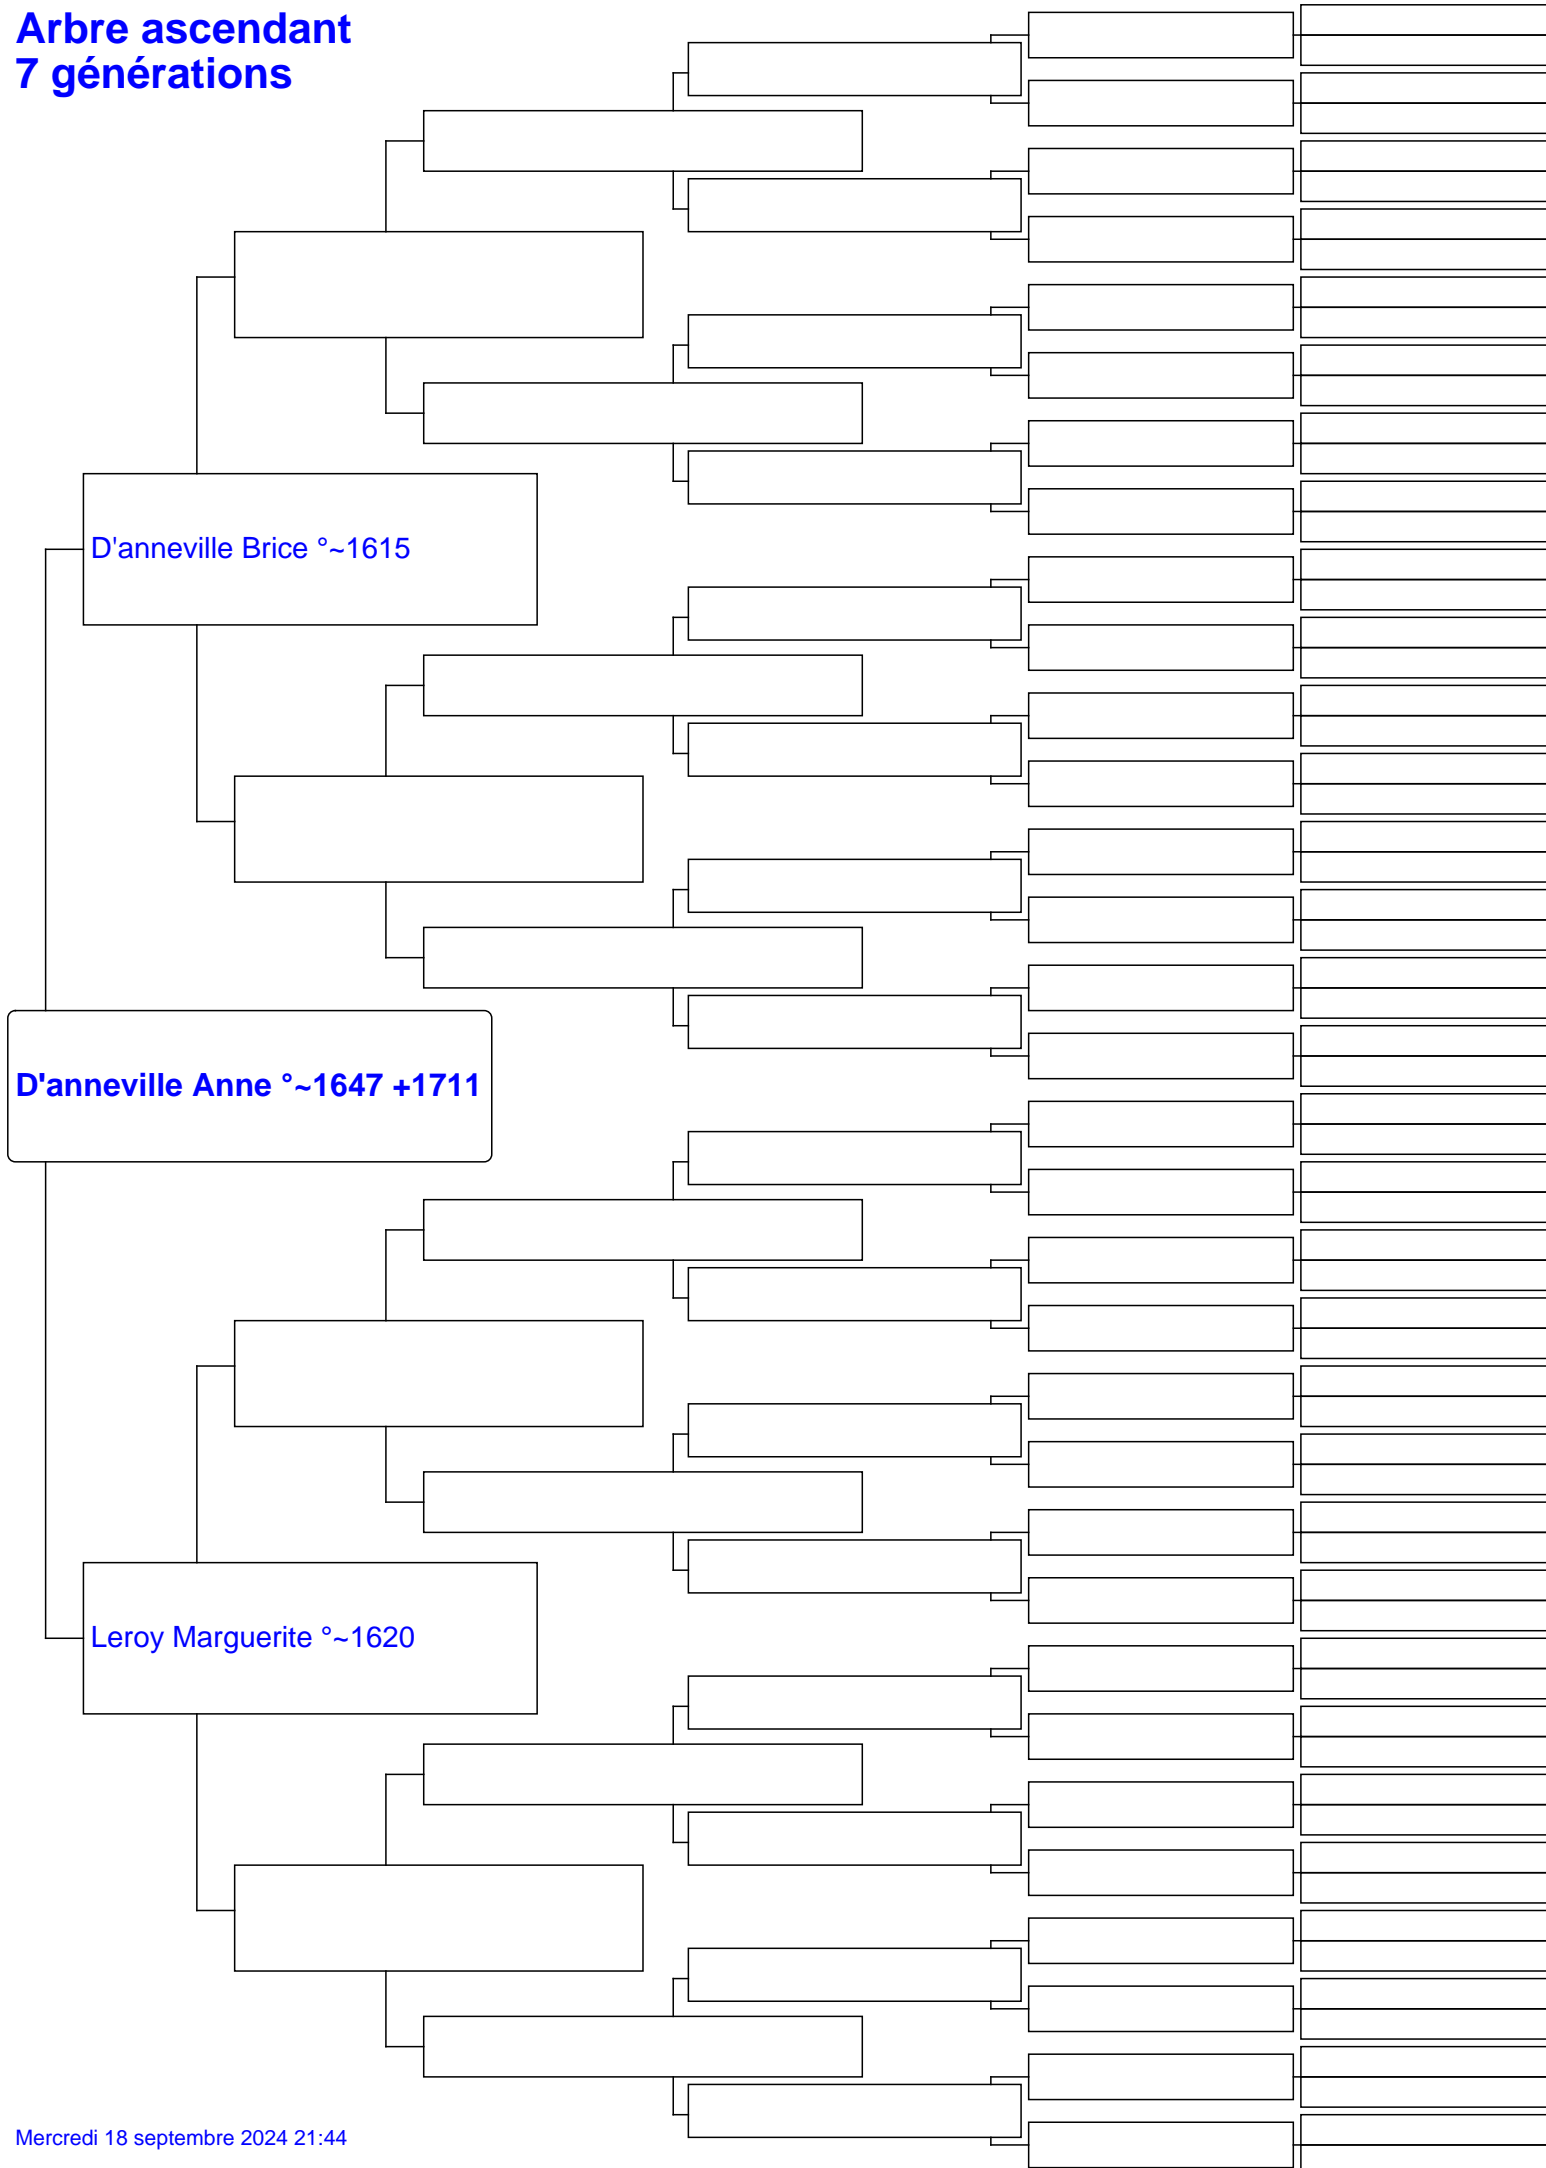 Arbre ascendant
7 générations
D'anneville Brice °~1615
D'anneville Anne °~1647 +1711
Leroy Marguerite °~1620
Mercredi 18 septembre 2024 21:44